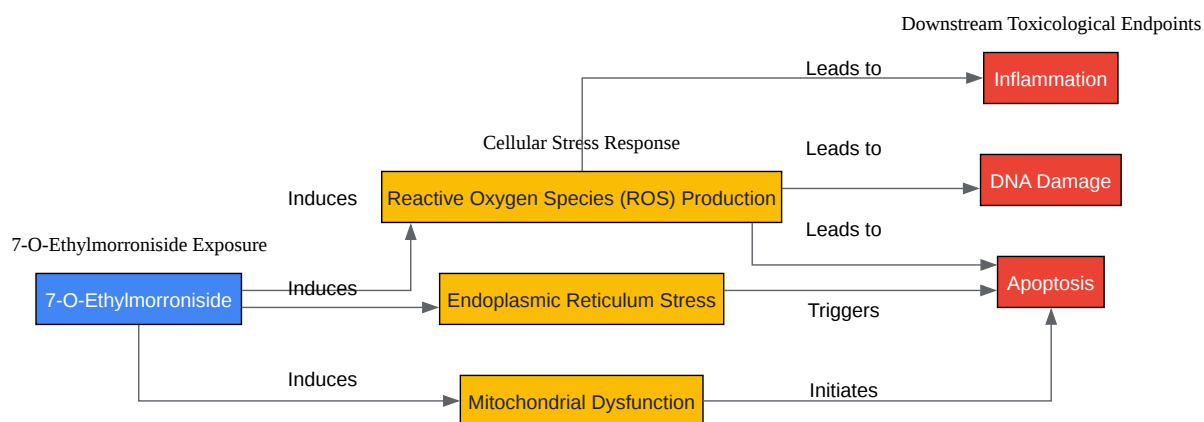 Downstream Toxicological Endpoints
Leads to
Inflammation
Cellular Stress Response
Leads to
Induces
Reactive Oxygen Species (ROS) Production
DNA Damage
Leads to
7-O-Ethylmorroniside Exposure
7-O-Ethylmorroniside
Induces
Endoplasmic Reticulum Stress
Triggers
Apoptosis
Induces
Mitochondrial Dysfunction
Initiates